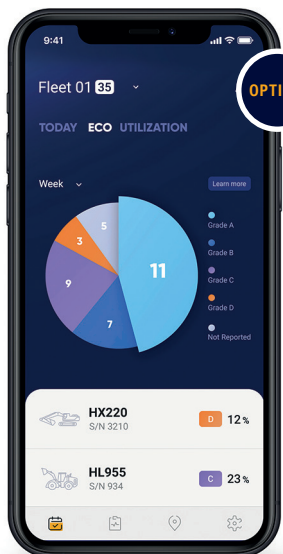 9:41
Fleet 01 35
OPTI
TODAY ECO UTILIZATION
Week
Learn more
11
5
3
9
7
Grade A
Grade B
Grade C
Grade D
Not Reported
HX220
S/N 3210
D 12%
HL955
S/N 934
C 23%